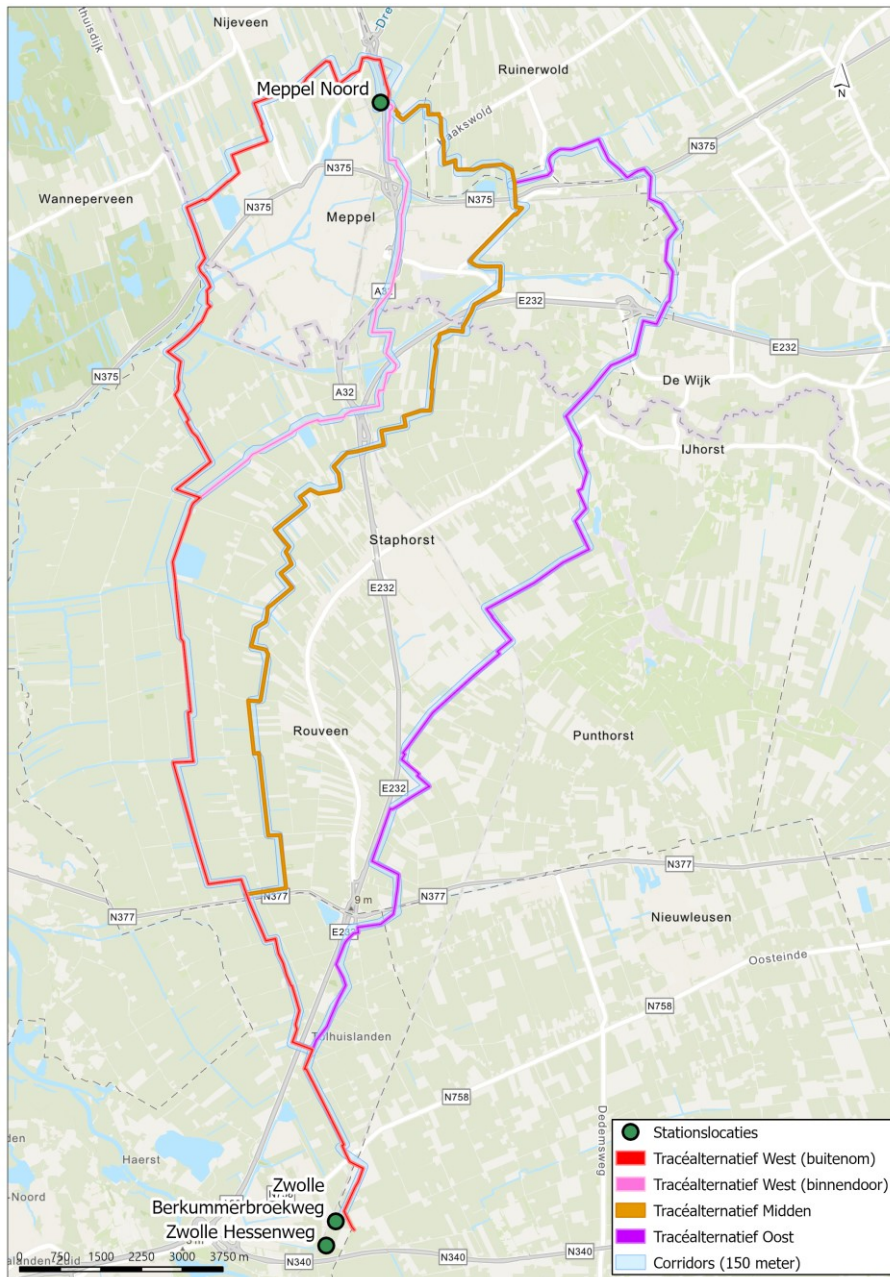 Nijeveen
Ruinerwold
Meppel Noord
Haakswold
N
N375
N375
Wanneperveen
N375
N375
Meppel
E232
E232
N375
A32
De Wijk
IJhorst
Staphorst
E232
Rouveen
Punthorst
E232
N377
9 m
N377
N377
Nieuwleusen
Oosteinde
N758
Tolhuislanden
N758
Dedemsweg
Haerst
Zwolle
Berkummerbroekweg
Zwolle Hessenweg
N340
N340
0 750 1500 2250 3000 3750 m
Stationslocaties
Tracéalternatief West (buitenom)
Tracéalternatief West (binnendoor)
Tracéalternatief Midden
Tracéalternatief Oost
Corridors (150 meter)